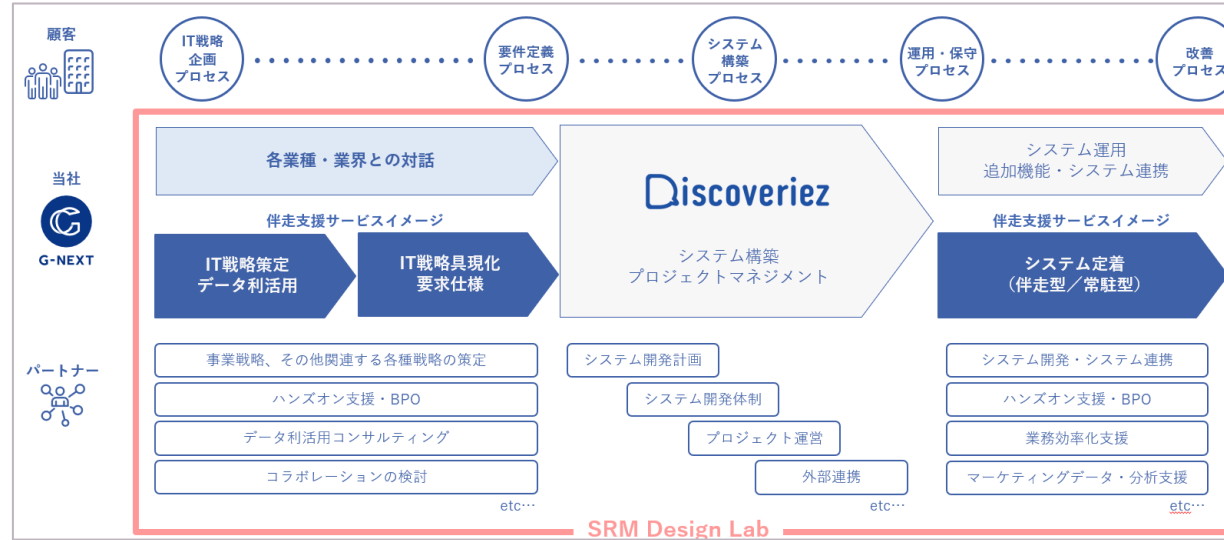 顧客
IT戦略
企画
プロセス
要件定義
プロセス
システム
構築
プロセス
運用・保守
プロセス
改善
プロセス
当社
G-NEXT
各業種・業界との対話
伴走支援サービスイメージ
IT戦略策定
データ利活用
IT戦略具現化
要求仕様
Discoveriez
システム構築
プロジェクトマネジメント
システム運用
追加機能・システム連携
伴走支援サービスイメージ
システム定着
（伴走型／常駐型）
パートナー
事業戦略、その他関連する各種戦略の策定
ハンズオン支援・BPO
データ利活用コンサルティング
コラボレーションの検討
etc…
システム開発計画
システム開発体制
プロジェクト運営
外部連携
etc…
システム開発・システム連携
ハンズオン支援・BPO
業務効率化支援
マーケティングデータ・分析支援
etc…
SRM Design Lab